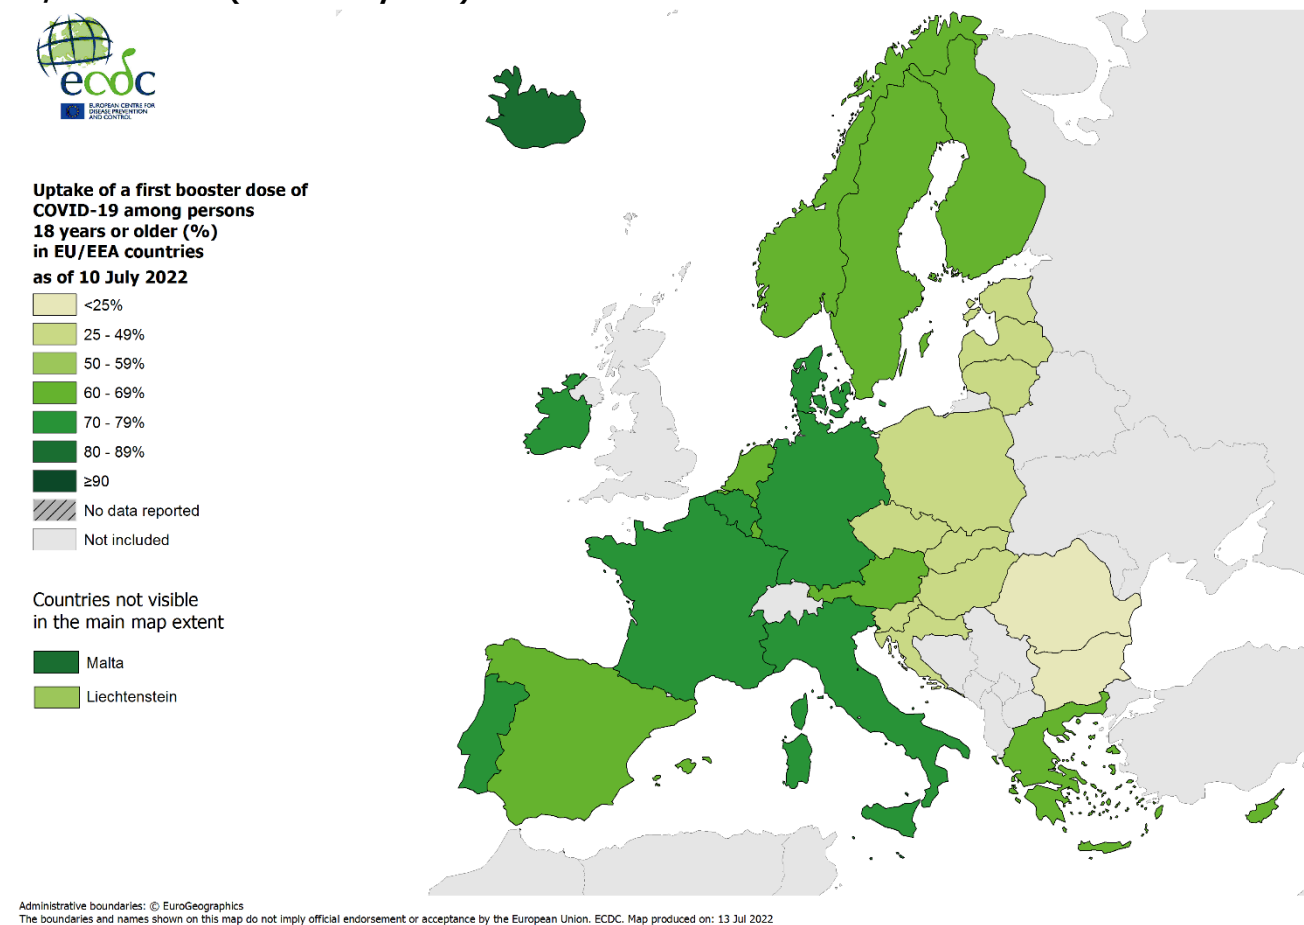 ecdc
EUROPEAN CENTRE FOR
DISEASE PREVENTION
AND CONTROL
Uptake of a first booster dose of
COVID-19 among persons
18 years or older (%)
in EU/EEA countries
as of 10 July 2022
<25%
25 - 49%
50 - 59%
60 - 69%
70 - 79%
80 - 89%
≥90
No data reported
Not included
Countries not visible
in the main map extent
Malta
Liechtenstein
Administrative boundaries: © EuroGeographics
The boundaries and names shown on this map do not imply official endorsement or acceptance by the European Union. ECDC. Map produced on: 13 Jul 2022